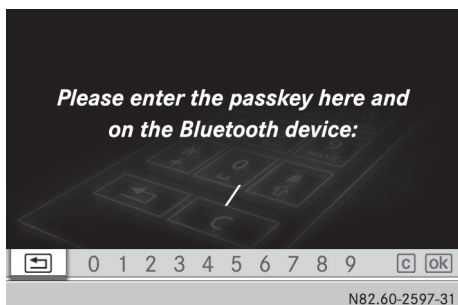 Please enter the passkey here and
on the Bluetooth device:
0 1 2 3 4 5 6 7 8 9 C ok
N82.60-2597-31